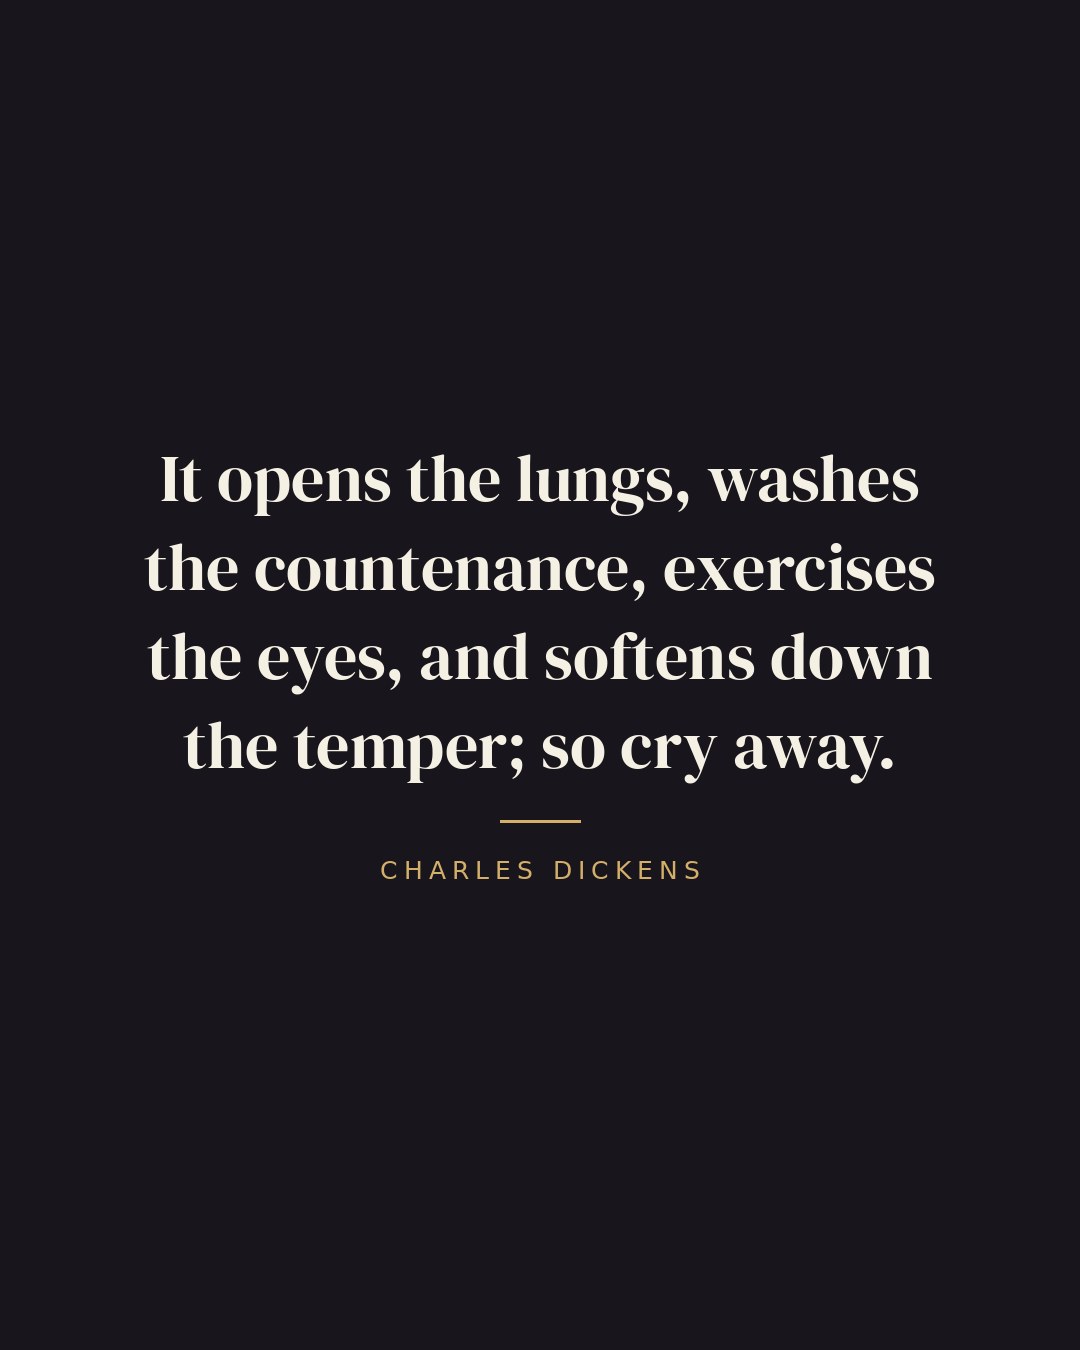 It opens the lungs, washes
the countenance, exercises
the eyes, and softens down
the temper; so cry away.
CHARLES DICKENS